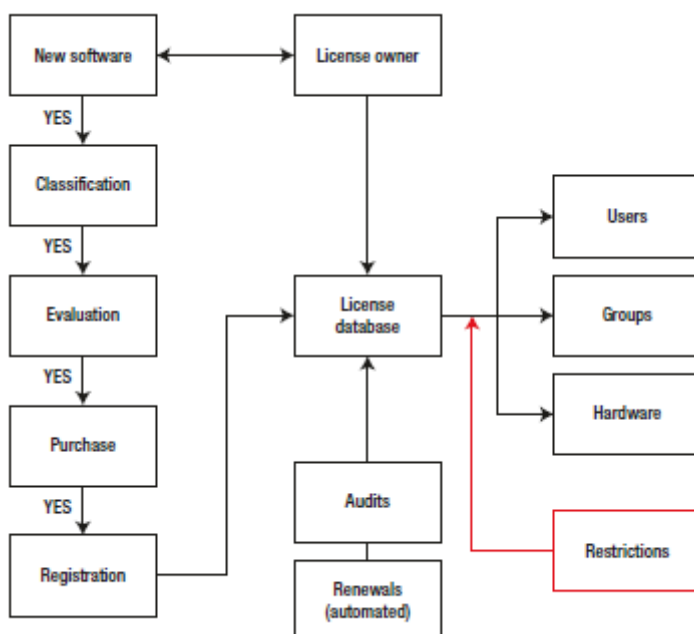 New software
License owner
YES
Classification
YES
Users
Evaluation
License
database
Groups
YES
Hardware
Purchase
YES
Audits
Restrictions
Registration
Renewals
(automated)